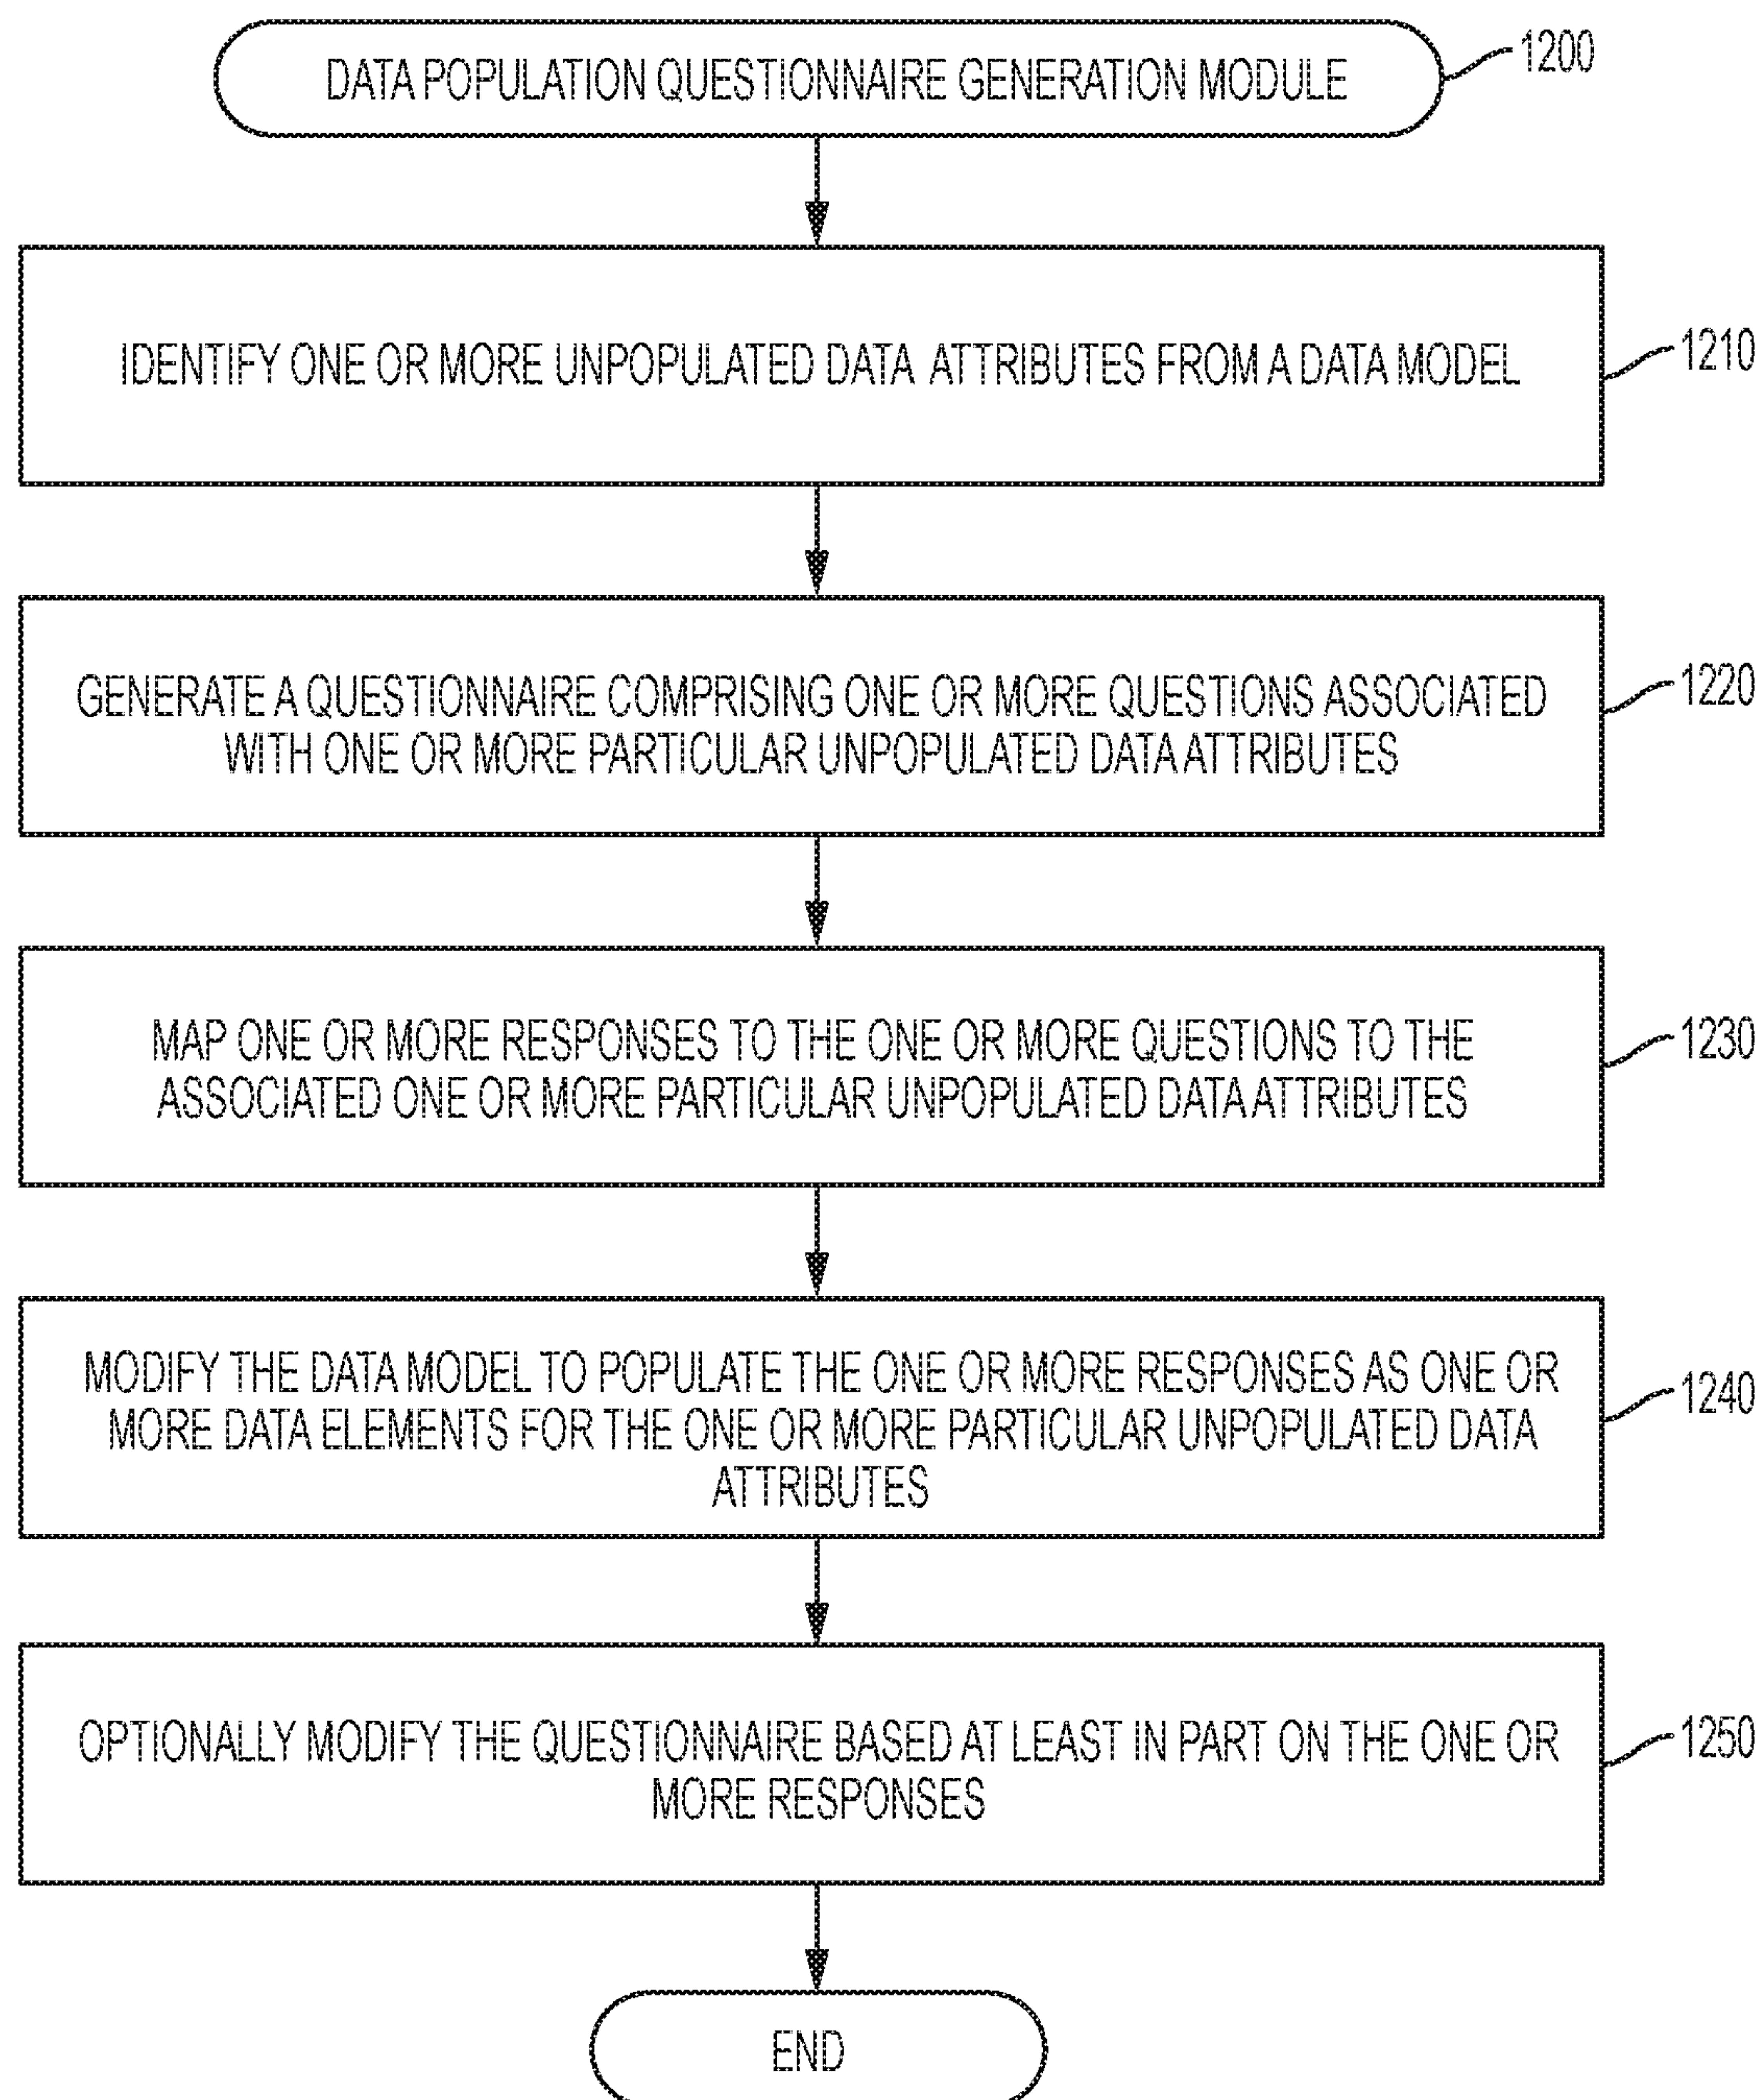 DATA POPULATION QUESTIONNAIRE GENERATION MODULE
1200
IDENTIFY ONE OR MORE UNPOPULATED DATA ATTRIBUTES FROM A DATA MODEL
1210
GENERATE A QUESTIONNAIRE COMPRISING ONE OR MORE QUESTIONS ASSOCIATED
WITH ONE OR MORE PARTICULAR UNPOPULATED DATA ATTRIBUTES
1220
MAP ONE OR MORE RESPONSES TO THE ONE OR MORE QUESTIONS TO THE
ASSOCIATED ONE OR MORE PARTICULAR UNPOPULATED DATA ATTRIBUTES
1230
MODIFY THE DATA MODEL TO POPULATE THE ONE OR MORE RESPONSES AS ONE OR
MORE DATA ELEMENTS FOR THE ONE OR MORE PARTICULAR UNPOPULATED DATA
ATTRIBUTES
1240
OPTIONALLY MODIFY THE QUESTIONNAIRE BASED AT LEAST IN PART ON THE ONE OR
MORE RESPONSES
1250
END